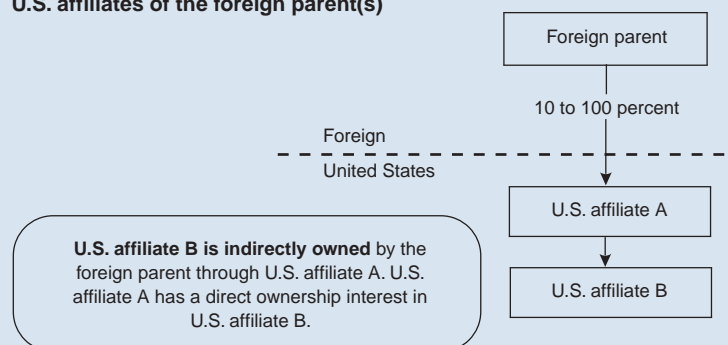 U.S. affiliates of the foreign parent(s)
Foreign parent
10 to 100 percent
Foreign
United States
U.S. affiliate A
U.S. affiliate B is indirectly owned by the
foreign parent through U.S. affiliate A. U.S.
affiliate A has a direct ownership interest in
U.S. affiliate B.
U.S. affiliate B